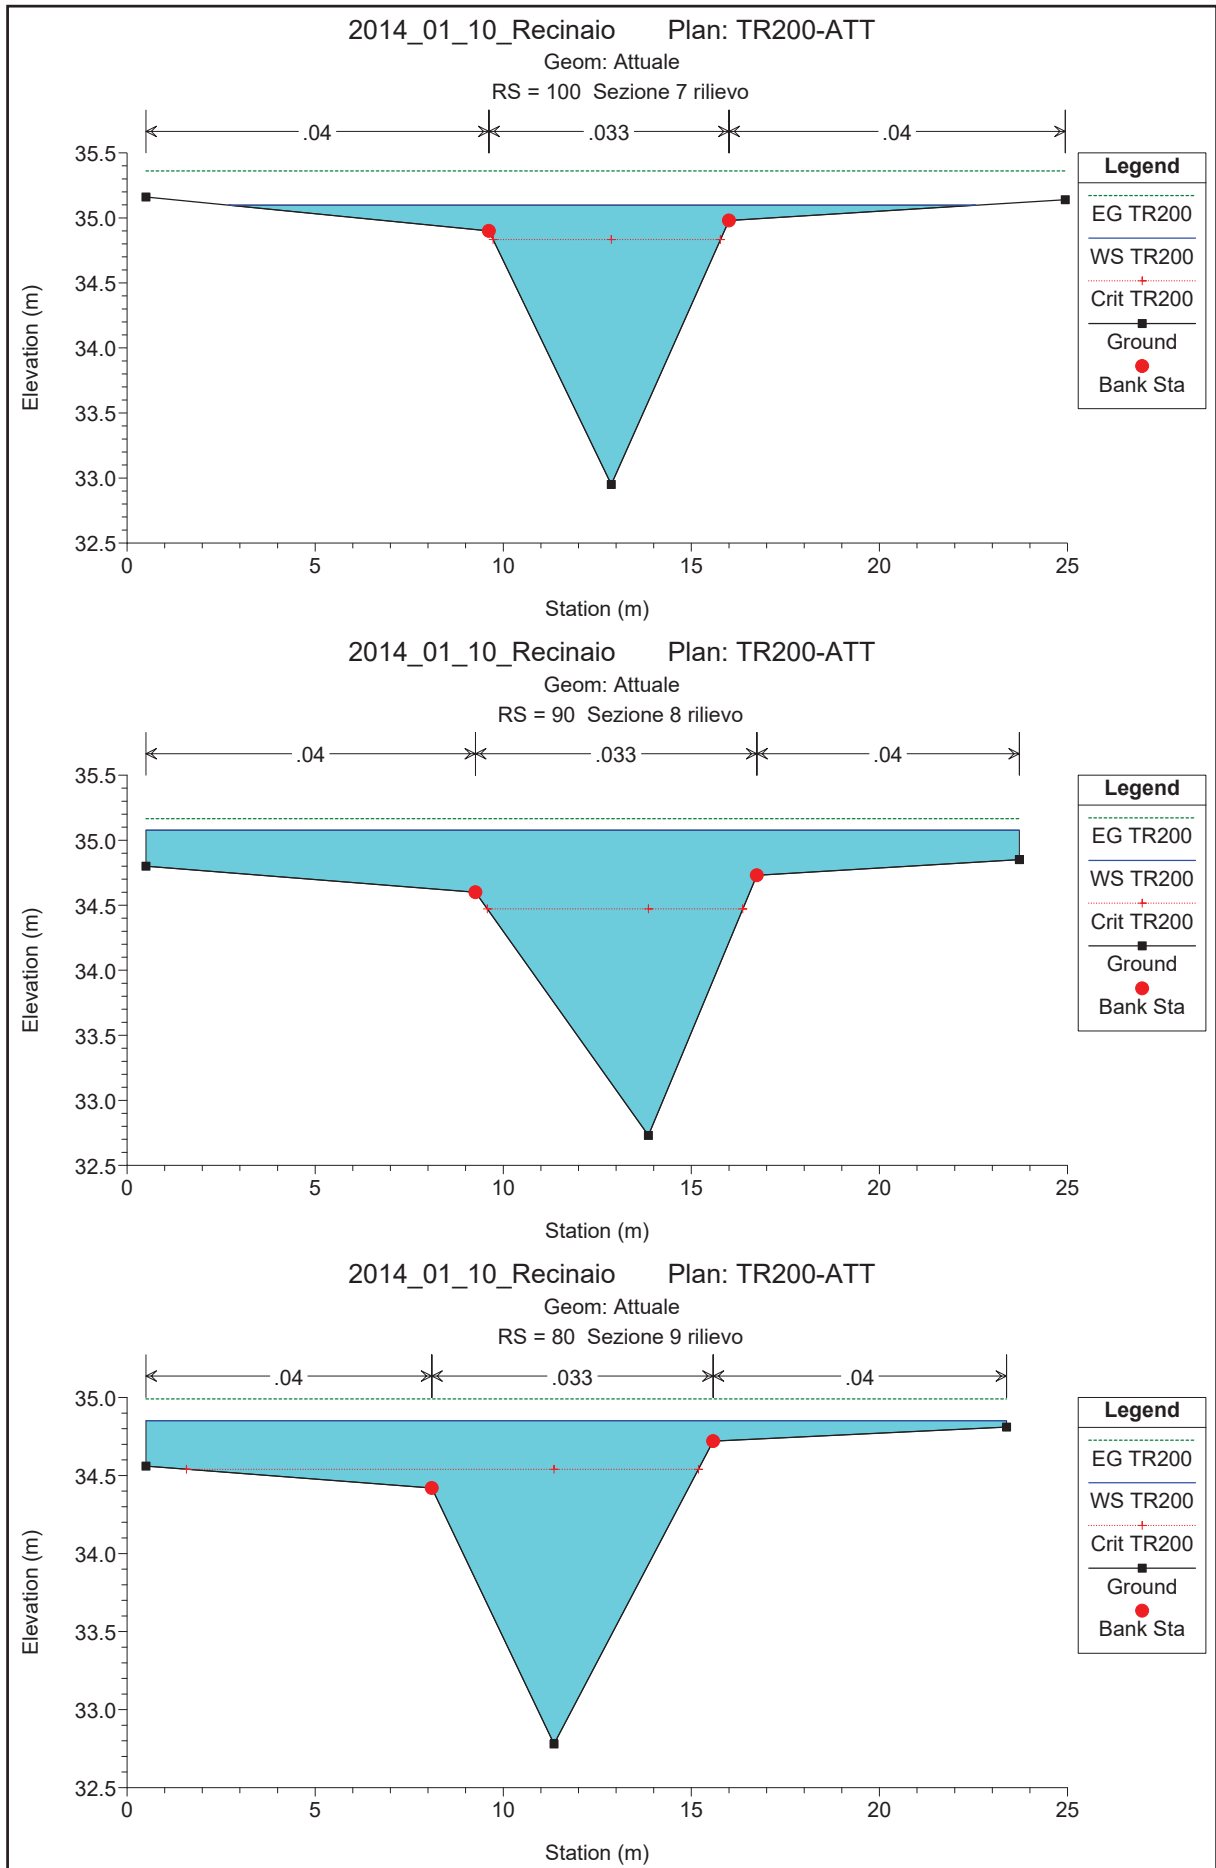 2014_01_10_Recinaio Plan: TR200-ATT
Geom: Attuale
RS = 100 Sezione 7 rilievo
.04 .033 .04
35.5
35.0
34.5
34.0
33.5
33.0
32.5
Elevation (m)
0 5 10 15 20 25
Station (m)
Legend
EG TR200
WS TR200
Crit TR200
Ground
Bank Sta
2014_01_10_Recinaio Plan: TR200-ATT
Geom: Attuale
RS = 90 Sezione 8 rilievo
.04 .033 .04
35.5
35.0
34.5
34.0
33.5
33.0
32.5
Elevation (m)
0 5 10 15 20 25
Station (m)
Legend
EG TR200
WS TR200
Crit TR200
Ground
Bank Sta
2014_01_10_Recinaio Plan: TR200-ATT
Geom: Attuale
RS = 80 Sezione 9 rilievo
.04 .033 .04
35.0
34.5
34.0
33.5
33.0
32.5
Elevation (m)
0 5 10 15 20 25
Station (m)
Legend
EG TR200
WS TR200
Crit TR200
Ground
Bank Sta